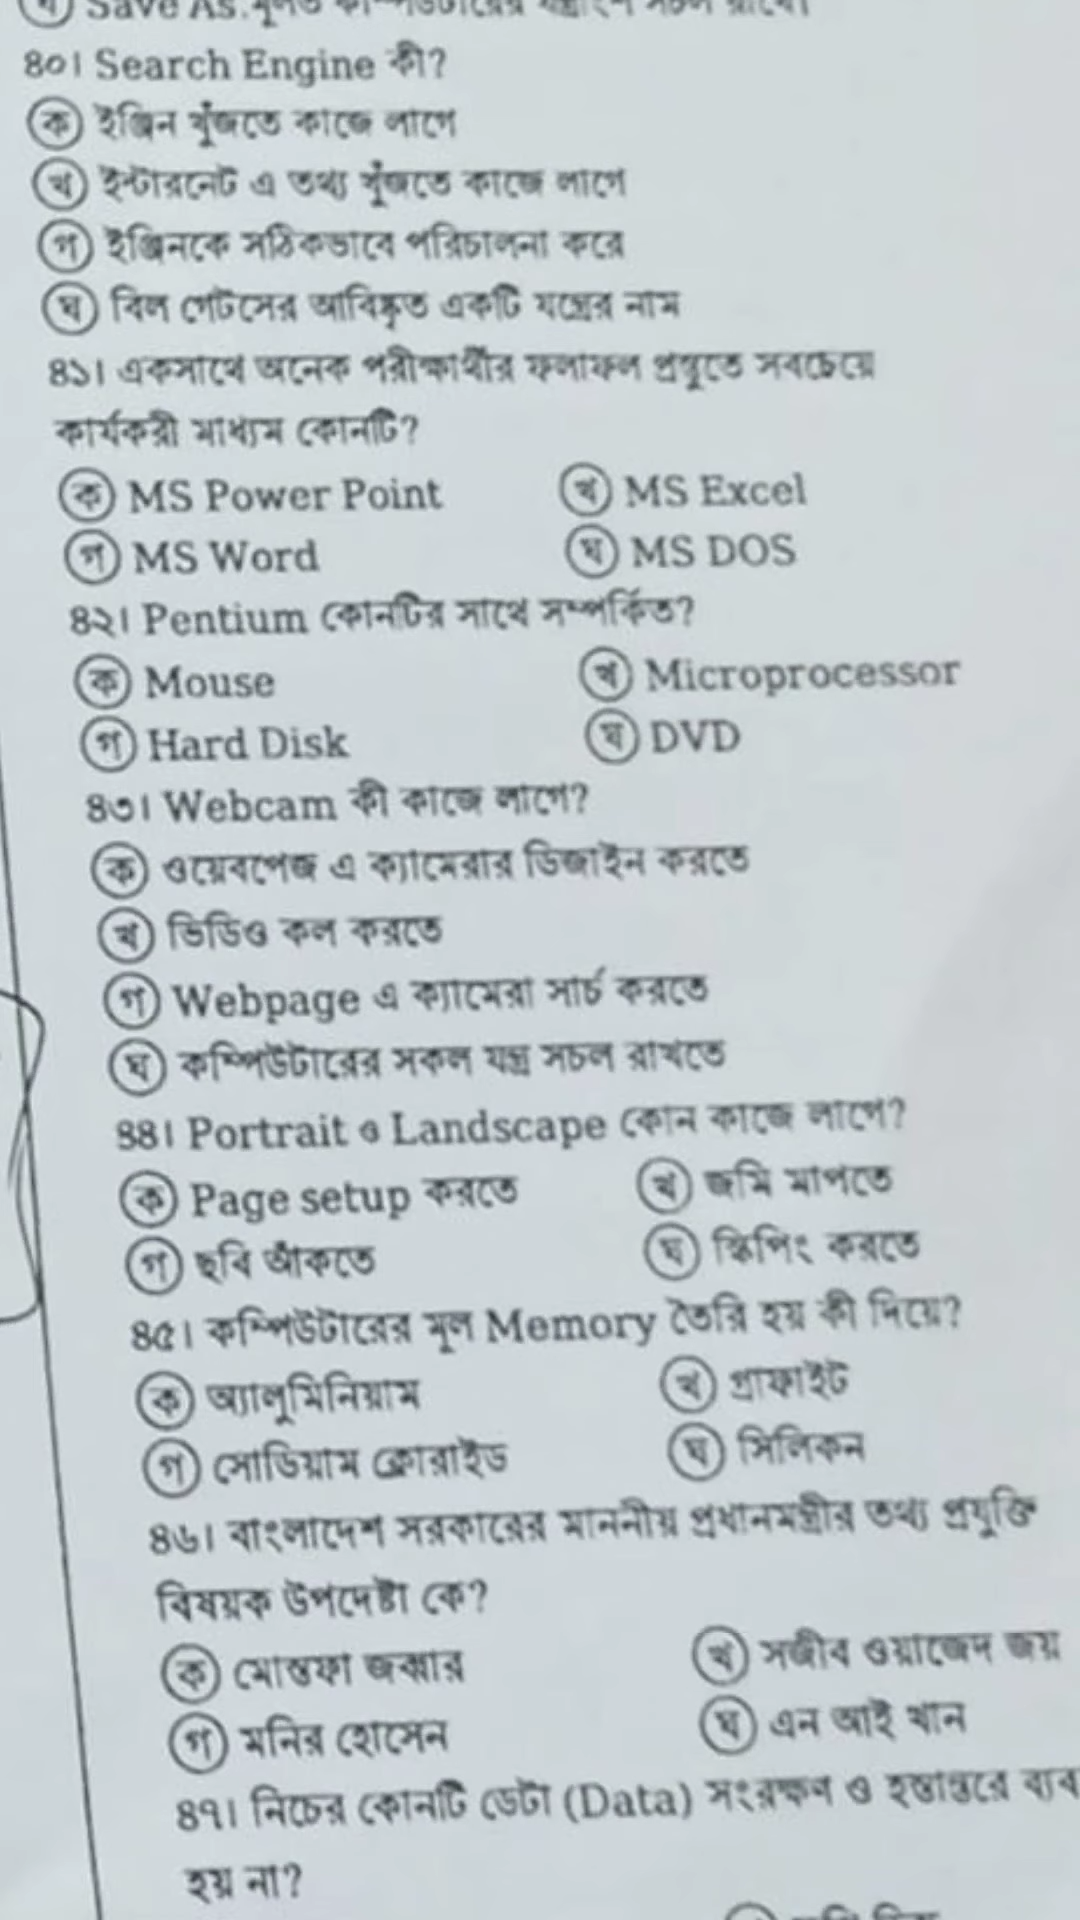 Save As
৪০। Search Engine কী?
ক ইঞ্জিন খুঁজতে কাজে লাগে
খ ইন্টারনেট এ তথ্য খুঁজতে কাজে লাগে
গ ইঞ্জিনকে সঠিকভাবে পরিচালনা করে
ঘ বিল গেটসের আবিষ্কৃত একটি যন্ত্রের নাম
৪১। একসাথে অনেক পরীক্ষার্থীর ফলাফল প্রস্তুতে সবচেয়ে
কার্যকরী মাধ্যম কোনটি?
ক MS Power Point খ MS Excel
গ MS Word ঘ MS DOS
৪২। Pentium কোনটির সাথে সম্পর্কিত?
ক Mouse খ Microprocessor
গ Hard Disk ঘ DVD
৪৩। Webcam কী কাজে লাগে?
ক ওয়েবপেজ এ ক্যামেরার ডিজাইন করতে
খ ভিডিও কল করতে
গ Webpage এ ক্যামেরা সার্চ করতে
ঘ কম্পিউটারের সকল যন্ত্র সচল রাখতে
৪৪। Portrait ও Landscape কোন কাজে লাগে?
ক Page setup করতে খ জমি মাপতে
গ ছবি আঁকতে ঘ স্কিপিং করতে
৪৫। কম্পিউটারের মূল Memory তৈরি হয় কী দিয়ে?
ক অ্যালুমিনিয়াম খ গ্রাফাইট
গ সোডিয়াম ক্লোরাইড ঘ সিলিকন
৪৬। বাংলাদেশ সরকারের মাননীয় প্রধানমন্ত্রীর তথ্য প্রযুক্তি
বিষয়ক উপদেষ্টা কে?
ক মোস্তফা জব্বার খ সজীব ওয়াজেদ জয়
গ মনির হোসেন ঘ এন আই খান
৪৭। নিচের কোনটি ডেটা (Data) সংরক্ষণ ও হস্তান্তরে
হয় না?